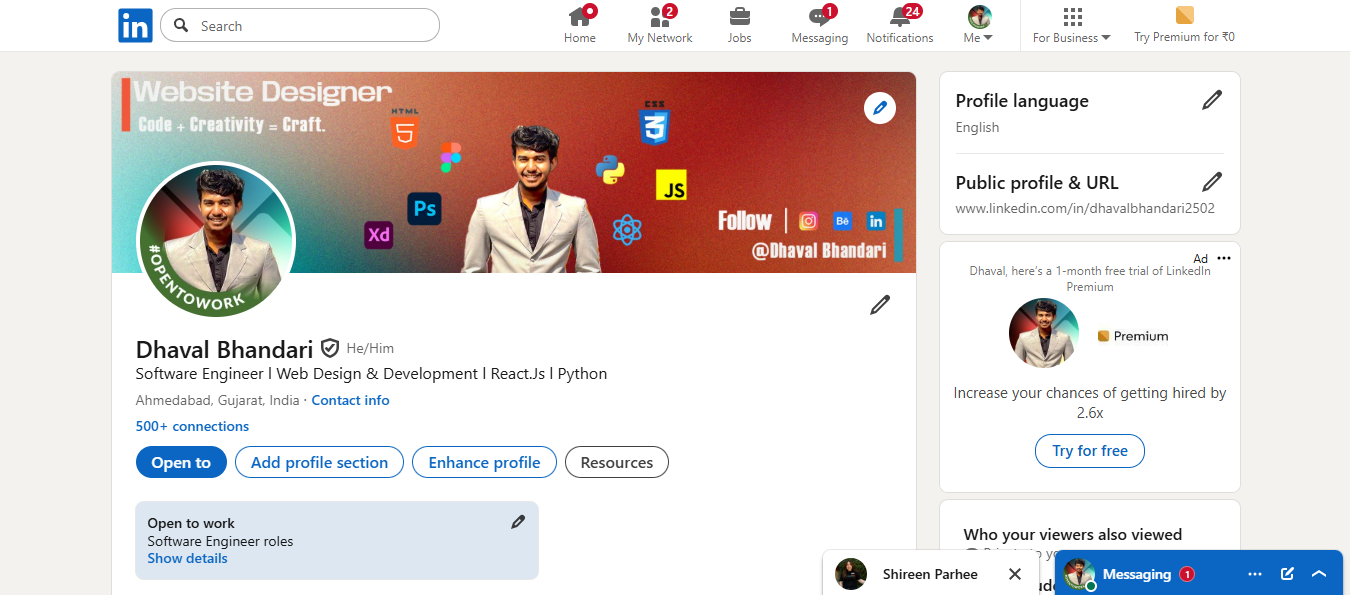 in
Search
Home
2
My Network
Jobs
1
Messaging
24
Notifications
Me
For Business
Try Premium for ₹0
Website Designer
Code + Creativity = Craft.
HTML
5
CSS
3
Ps
Xd
JS
Follow | Bē in
@Dhaval Bhandari
#OPENTOWORK
Dhaval Bhandari He/Him
Software Engineer l Web Design & Development l React.Js l Python
Ahmedabad, Gujarat, India · Contact info
500+ connections
Open to
Add profile section
Enhance profile
Resources
Open to work
Software Engineer roles
Show details
Profile language
English
Public profile & URL
www.linkedin.com/in/dhavalbhandari2502
Ad
Dhaval, here's a 1-month free trial of LinkedIn
Premium
Premium
Increase your chances of getting hired by
2.6x
Try for free
Who your viewers also viewed
Shireen Parhee
Messaging 1